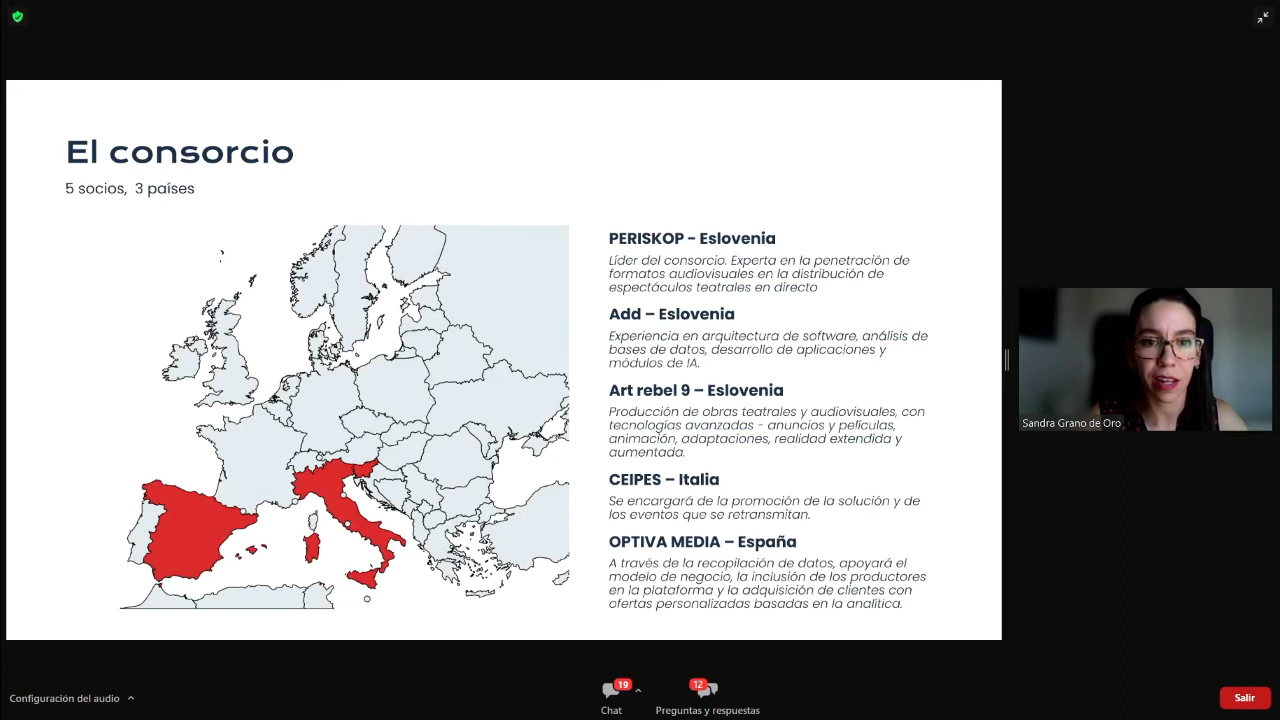 El consorcio
5 socios, 3 países
PERISKOP - Eslovenia
Líder del consorcio. Experta en la penetración de
formatos audiovisuales en la distribución de
espectáculos teatrales en directo
Add – Eslovenia
Experiencia en arquitectura de software, análisis de
bases de datos, desarrollo de aplicaciones y
módulos de IA.
Art rebel 9 – Eslovenia
Producción de obras teatrales y audiovisuales, con
tecnologías avanzadas - anuncios y películas,
animación, adaptaciones, realidad extendida y
aumentada.
CEIPES – Italia
Se encargará de la promoción de la solución y de
los eventos que se retransmitan.
OPTIVA MEDIA – España
A través de la recopilación de datos, apoyará el
modelo de negocio, la inclusión de los productores
en la plataforma y la adquisición de clientes con
ofertas personalizadas basadas en la analítica.
Sandra Grano de Oro
Configuración del audio
19
Chat
12
Preguntas y respuestas
Salir